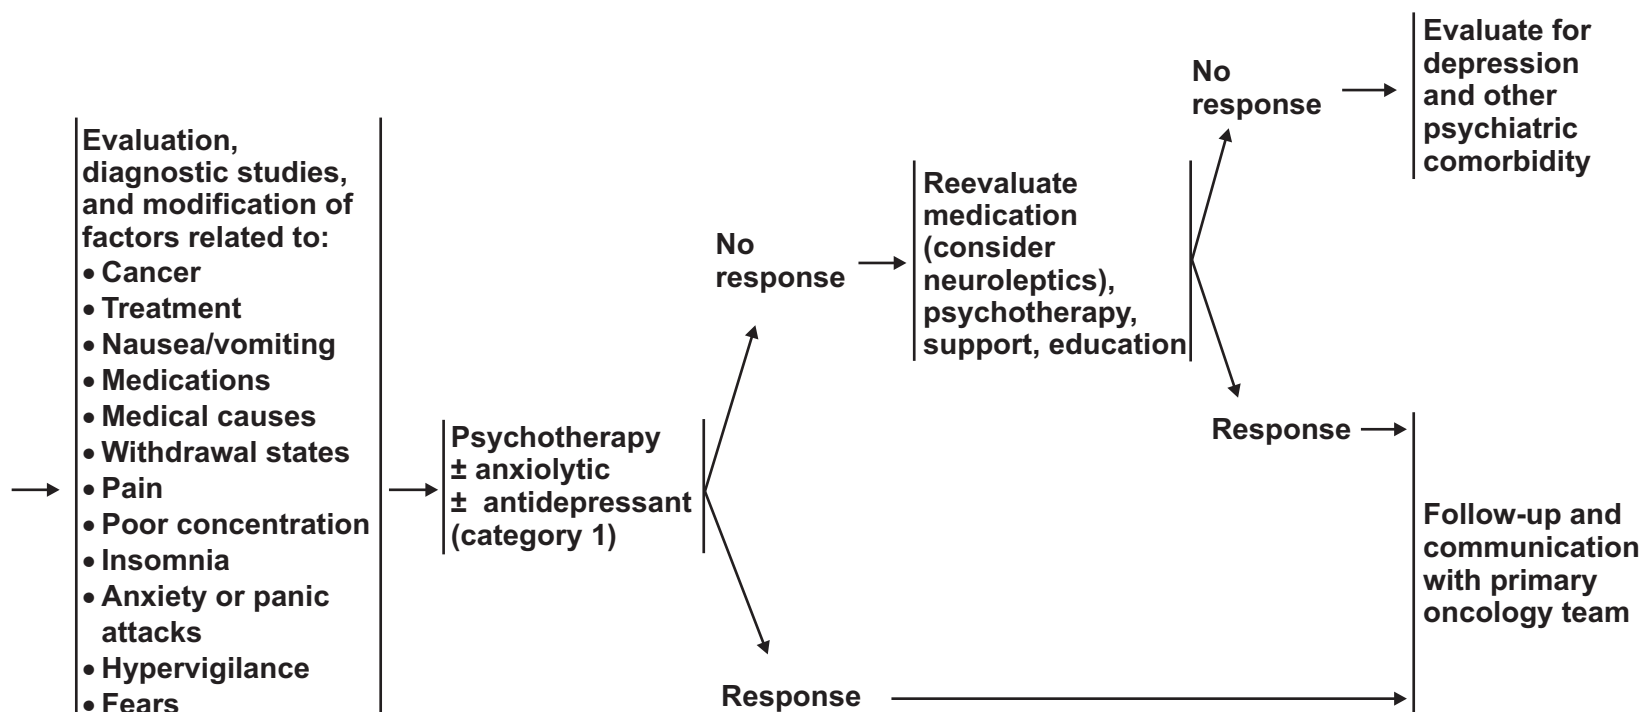 Evaluation,
diagnostic studies,
and modification of
factors related to:
• Cancer
• Treatment
• Nausea/vomiting
• Medications
• Medical causes
• Withdrawal states
• Pain
• Poor concentration
• Insomnia
• Anxiety or panic
attacks
• Hypervigilance
• Fears
Psychotherapy
± anxiolytic
± antidepressant
(category 1)
No
response
Response
Reevaluate
medication
(consider
neuroleptics),
psychotherapy,
support, education
No
response
Response
Evaluate for
depression
and other
psychiatric
comorbidity
Follow-up and
communication
with primary
oncology team